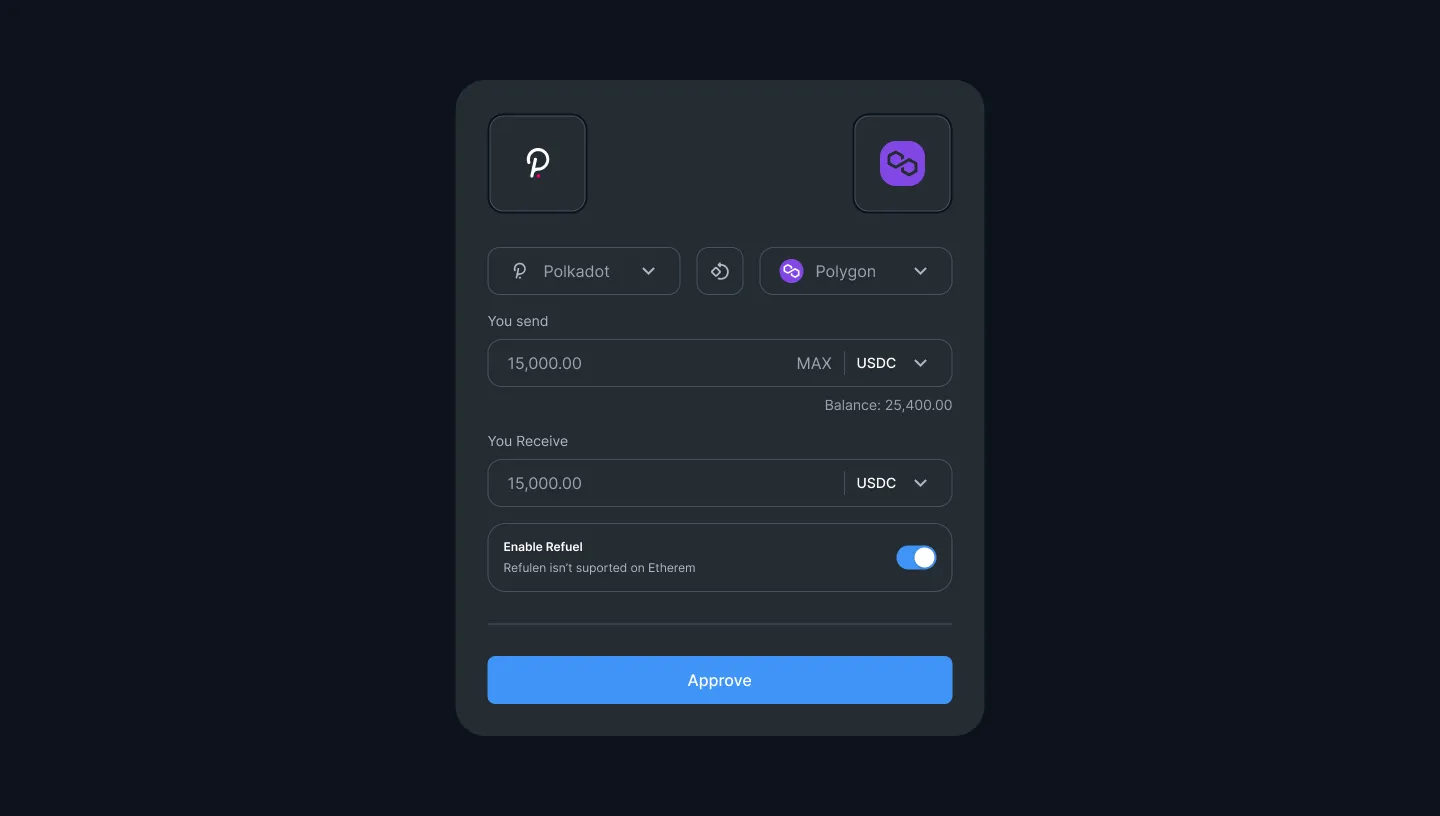 Polkadot
Polygon
You send
15,000.00 MAX USDC
Balance: 25,400.00
You Receive
15,000.00 USDC
Enable Refuel
Refulen isn't suported on Etherem
Approve